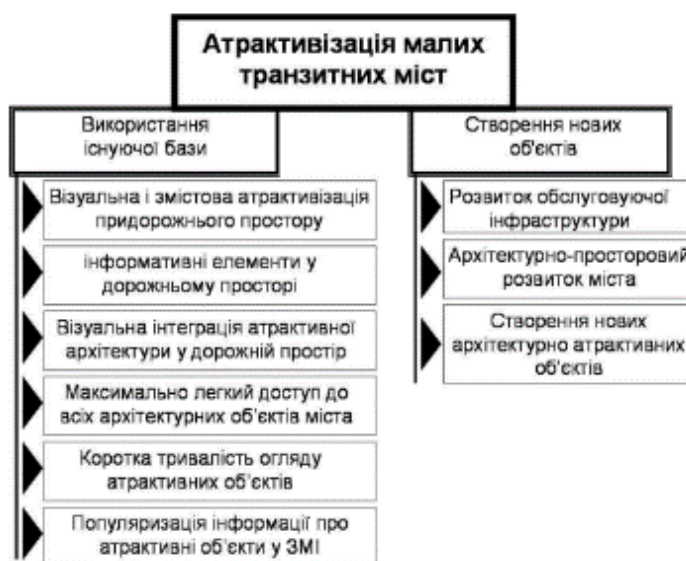 Атрактивізація малих
транзитних міст
Використання
існуючої бази
Візуальна і змістова атрактивізація
придорожнього простору
інформативні елементи у
дорожньому просторі
Візуальна інтеграція атрактивної
архітектури у дорожній простір
Максимально легкий доступ до
всіх архітектурних об'єктів міста
Коротка тривалість огляду
атрактивних об'єктів
Популяризація інформації про
атрактивні об'єкти у ЗМІ
Створення нових
об'єктів
Розвиток обслуговуючої
інфраструктури
Архітектурно-просторовий
розвиток міста
Створення нових
архітектурно атрактивних
об'єктів